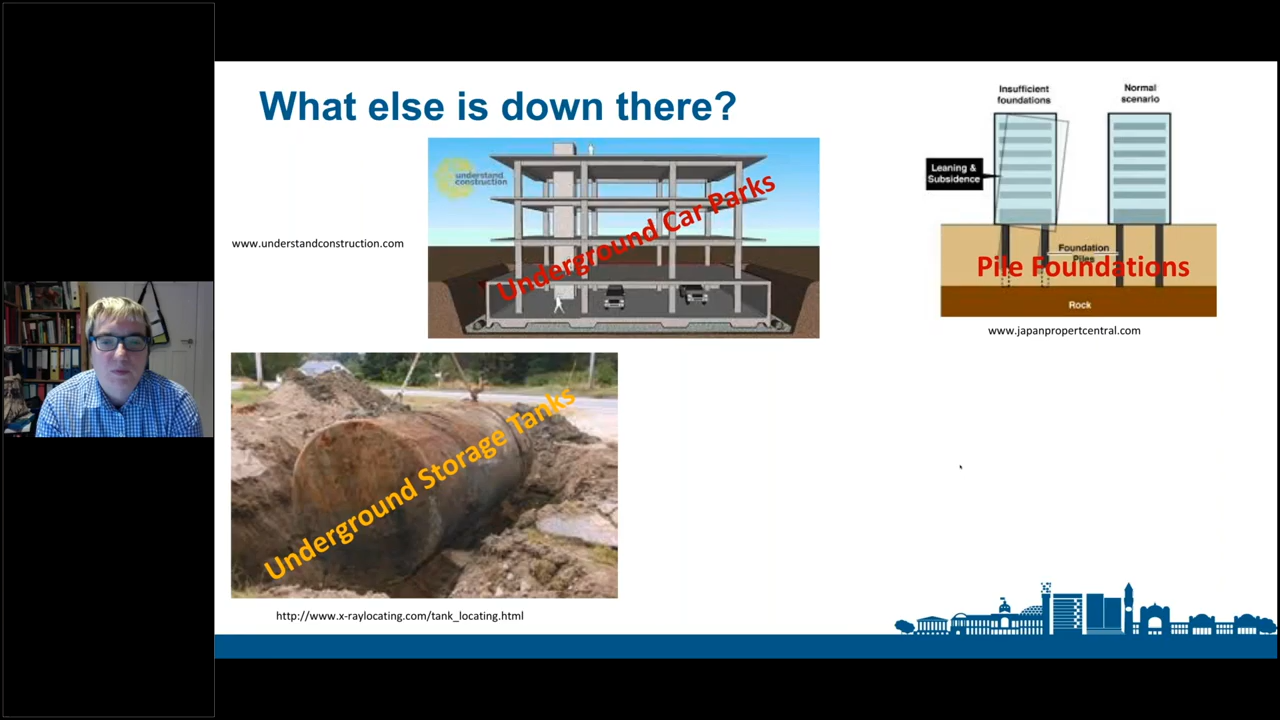 What else is down there?
understand
construction
Underground Car Parks
www.understandconstruction.com
Insufficient
foundations
Normal
scenario
Leaning &
Subsidence
Foundation
Piles
Pile Foundations
Rock
www.japanpropertcentral.com
Underground Storage Tanks
http://www.x-raylocating.com/tank_locating.html